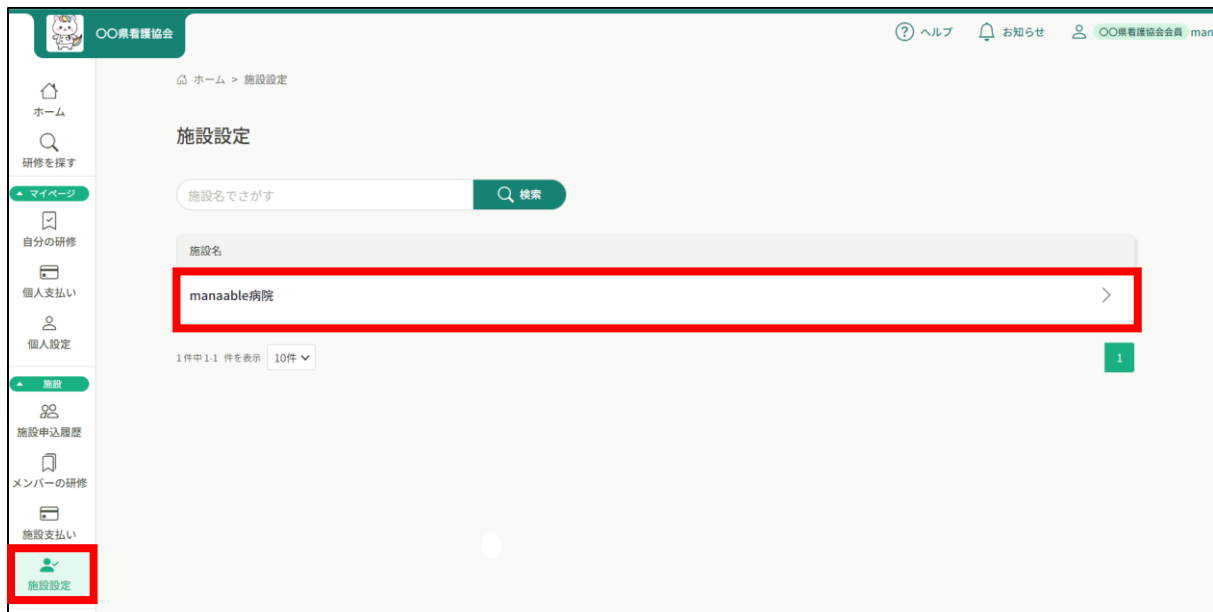 〇〇県看護協会
ヘルプ
お知らせ
〇〇県看護協会会員 man
ホーム > 施設設定
ホーム
研修を探す
マイページ
自分の研修
個人支払い
個人設定
施設
施設申込履歴
メンバーの研修
施設支払い
施設設定
施設設定
施設名でさがす
検索
施設名
manaable病院
1件中1-1 件を表示 10件
1